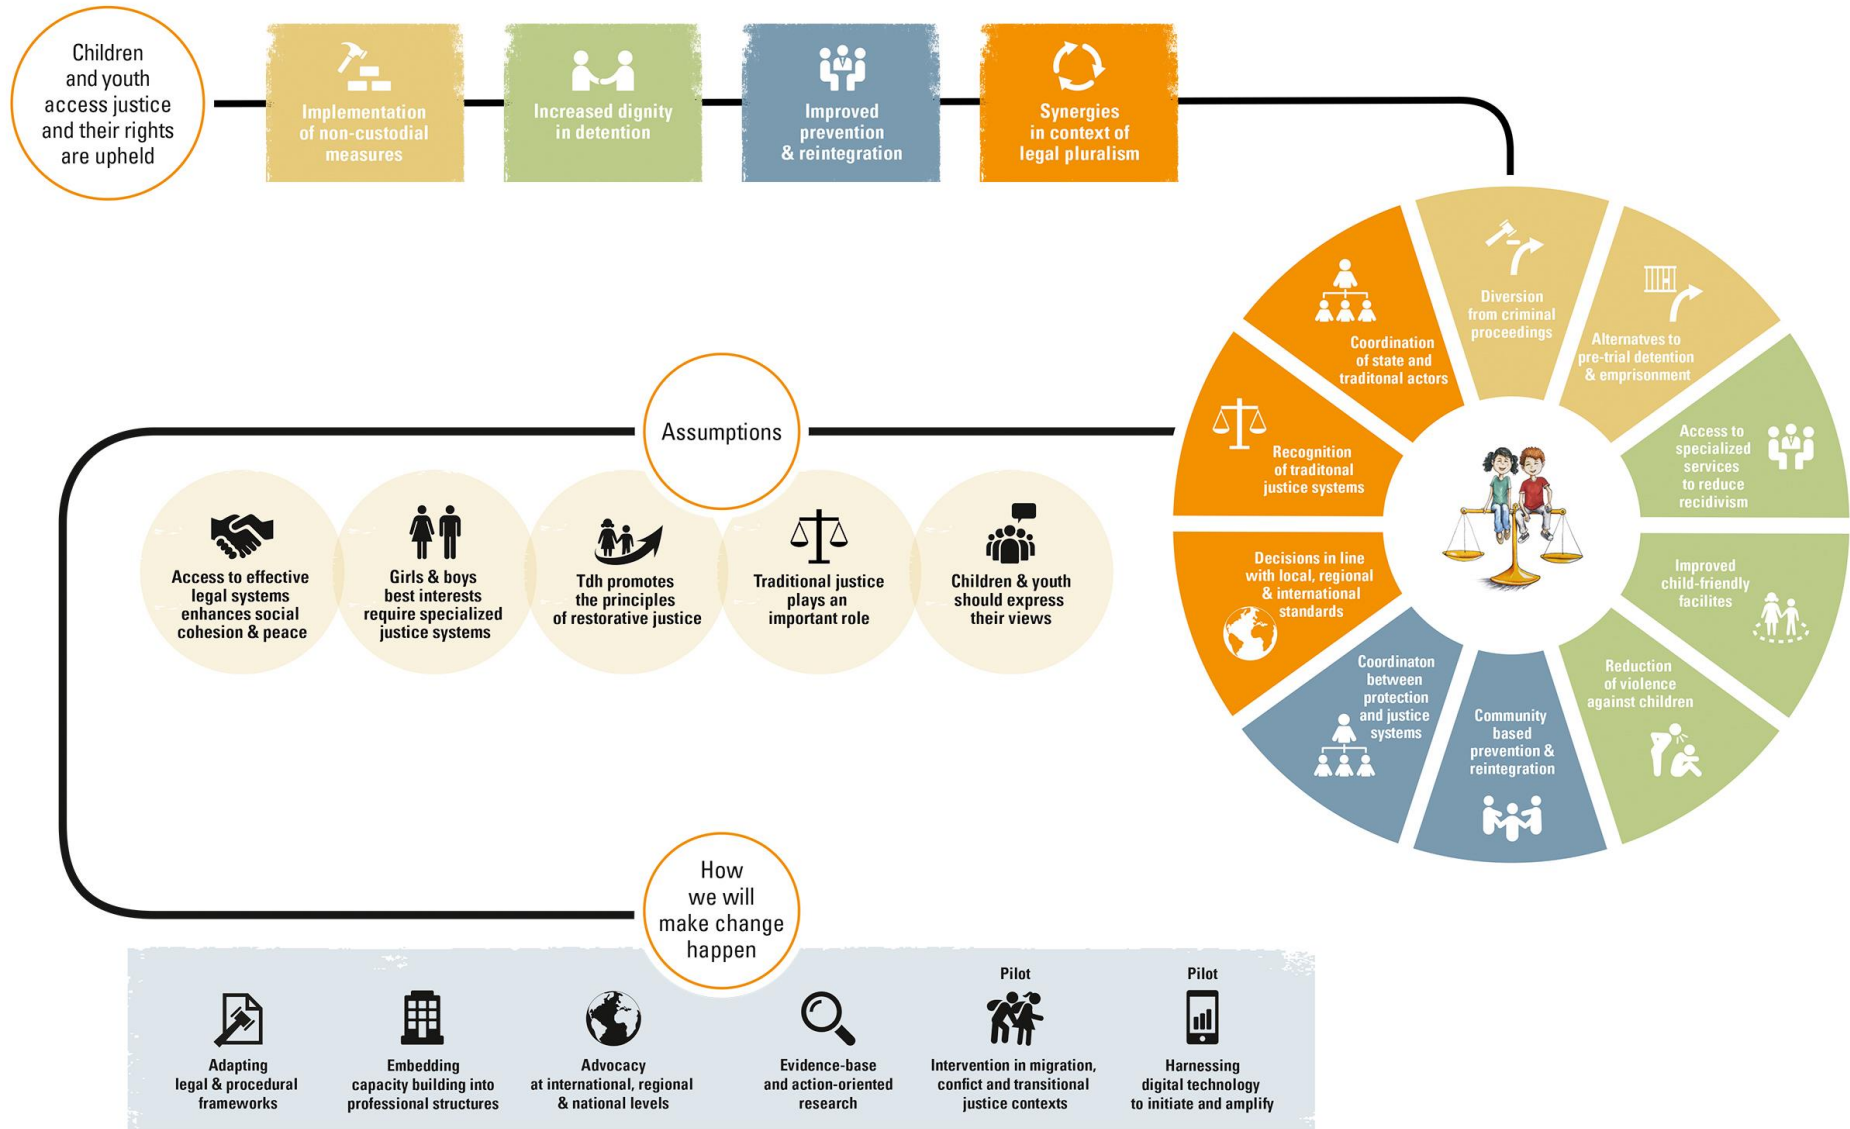 Children
and youth
access justice
and their rights
are upheld
Implementation
of non-custodial
measures
Increased dignity
in detention
Improved
prevention
& reintegration
Synergies
in context of
legal pluralism
Diversion
from criminal
proceedings
Alternatves to
pre-trial detention
& emprisonment
Access to
specialized
services
to reduce
recidivism
Improved
child-friendly
facilites
Reduction
of violence
against children
Community
based
prevention &
reintegration
Coordinaton
between
protection
and justice
systems
Decisions in line
with local, regional
& international
standards
Recognition
of traditonal
justice systems
Coordination
of state and
traditonal actors
Assumptions
Access to effective
legal systems
enhances social
cohesion & peace
Girls & boys
best interests
require specialized
justice systems
Tdh promotes
the principles
of restorative justice
Traditional justice
plays an
important role
Children & youth
should express
their views
How
we will
make change
happen
Adapting
legal & procedural
frameworks
Embedding
capacity building into
professional structures
Advocacy
at international, regional
& national levels
Evidence-base
and action-oriented
research
Pilot
Intervention in migration,
confict and transitional
justice contexts
Pilot
Harnessing
digital technology
to initiate and amplify